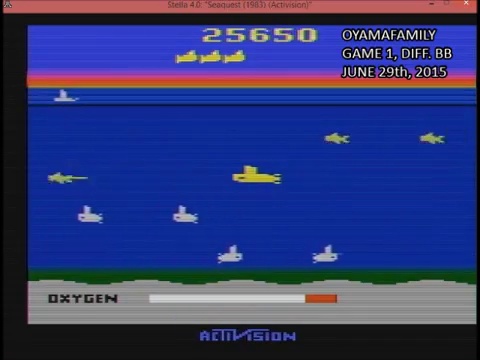 Stella 4.0: "Seaquest (1983) (Activision)"
25650
OYAMAFAMILY
GAME 1, DIFF. BB
JUNE 29th, 2015
OXYGEN
ACTIVISION